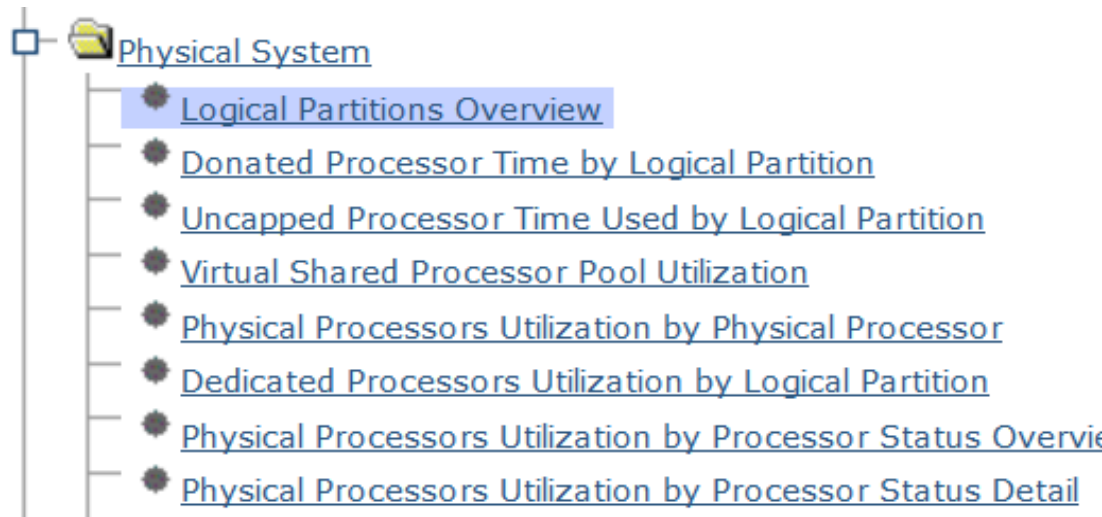 Physical System
Logical Partitions Overview
Donated Processor Time by Logical Partition
Uncapped Processor Time Used by Logical Partition
Virtual Shared Processor Pool Utilization
Physical Processors Utilization by Physical Processor
Dedicated Processors Utilization by Logical Partition
Physical Processors Utilization by Processor Status
Physical Processors Utilization by Processor Status Detail